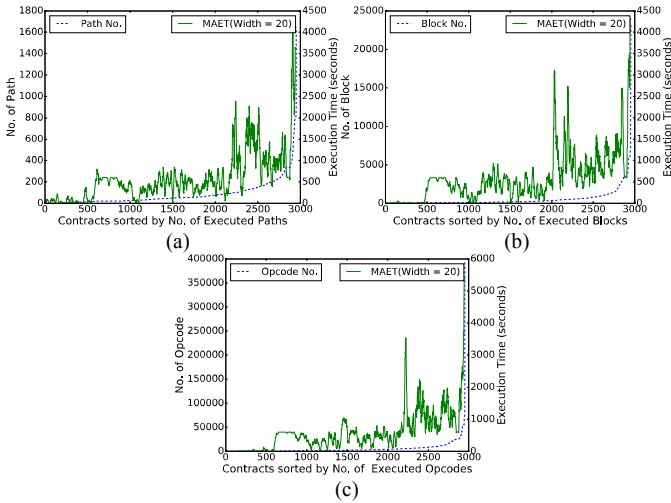 1800
1600
1400
1200
1000
800
600
400
200
0
No. of Path
Path No.
MAET(Width = 20)
4500
4000
3500
3000
2500
2000
1500
1000
500
0
Execution Time (seconds)
0 500 1000 1500 2000 2500 3000
Contracts sorted by No. of Executed Paths
(a)
25000
20000
15000
10000
5000
0
No. of Block
Block No.
MAET(Width = 20)
4500
4000
3500
3000
2500
2000
1500
1000
500
0
Execution Time (seconds)
0 500 1000 1500 2000 2500 3000
Contracts sorted by No. of Executed Blocks
(b)
400000
350000
300000
250000
200000
150000
100000
50000
0
No. of Opcode
Opcode No.
MAET(Width = 20)
6000
5000
4000
3000
2000
1000
0
Execution Time (seconds)
0 500 1000 1500 2000 2500 3000
Contracts sorted by No. of Executed Opcodes
(c)